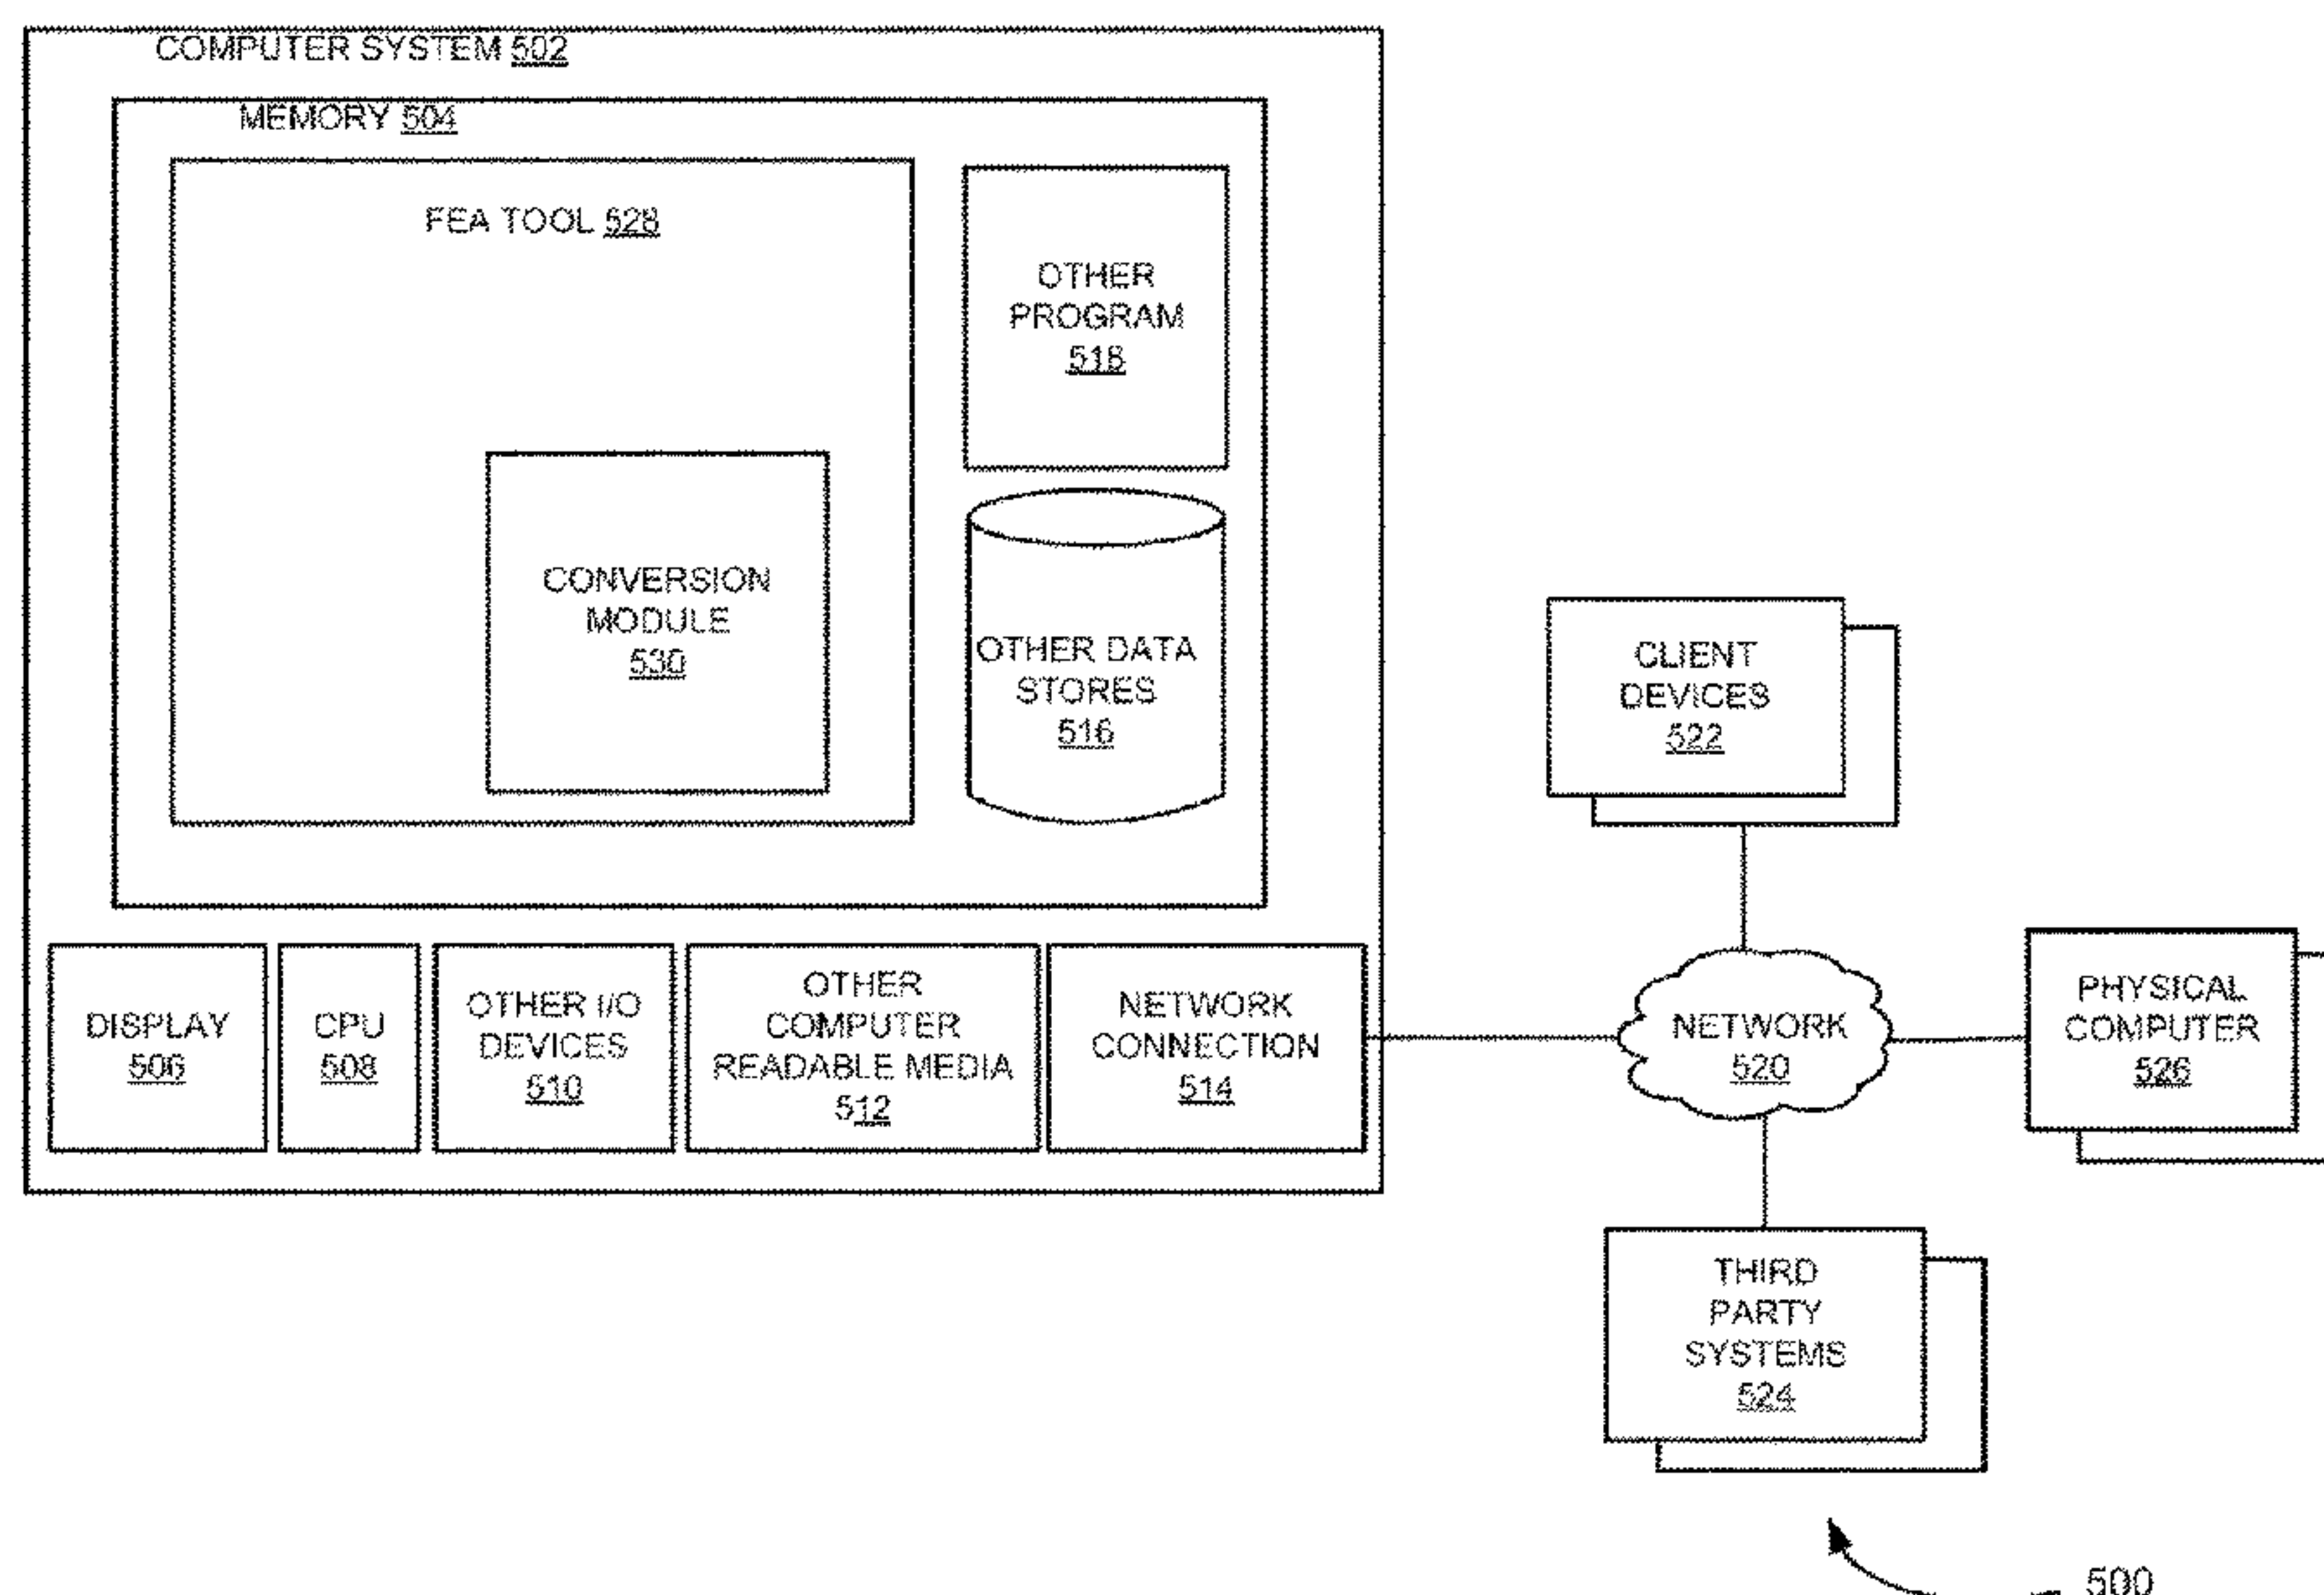 COMPUTER SYSTEM 502
MEMORY 504
FEA TOOL 528
OTHER
PROGRAM
518
CONVERSION
MODULE
530
OTHER DATA
STORES
516
CLIENT
DEVICES
522
DISPLAY
506
CPU
508
OTHER I/O
DEVICES
510
OTHER
COMPUTER
READABLE MEDIA
512
NETWORK
CONNECTION
514
NETWORK
520
PHYSICAL
COMPUTER
526
THIRD
PARTY
SYSTEMS
524
500